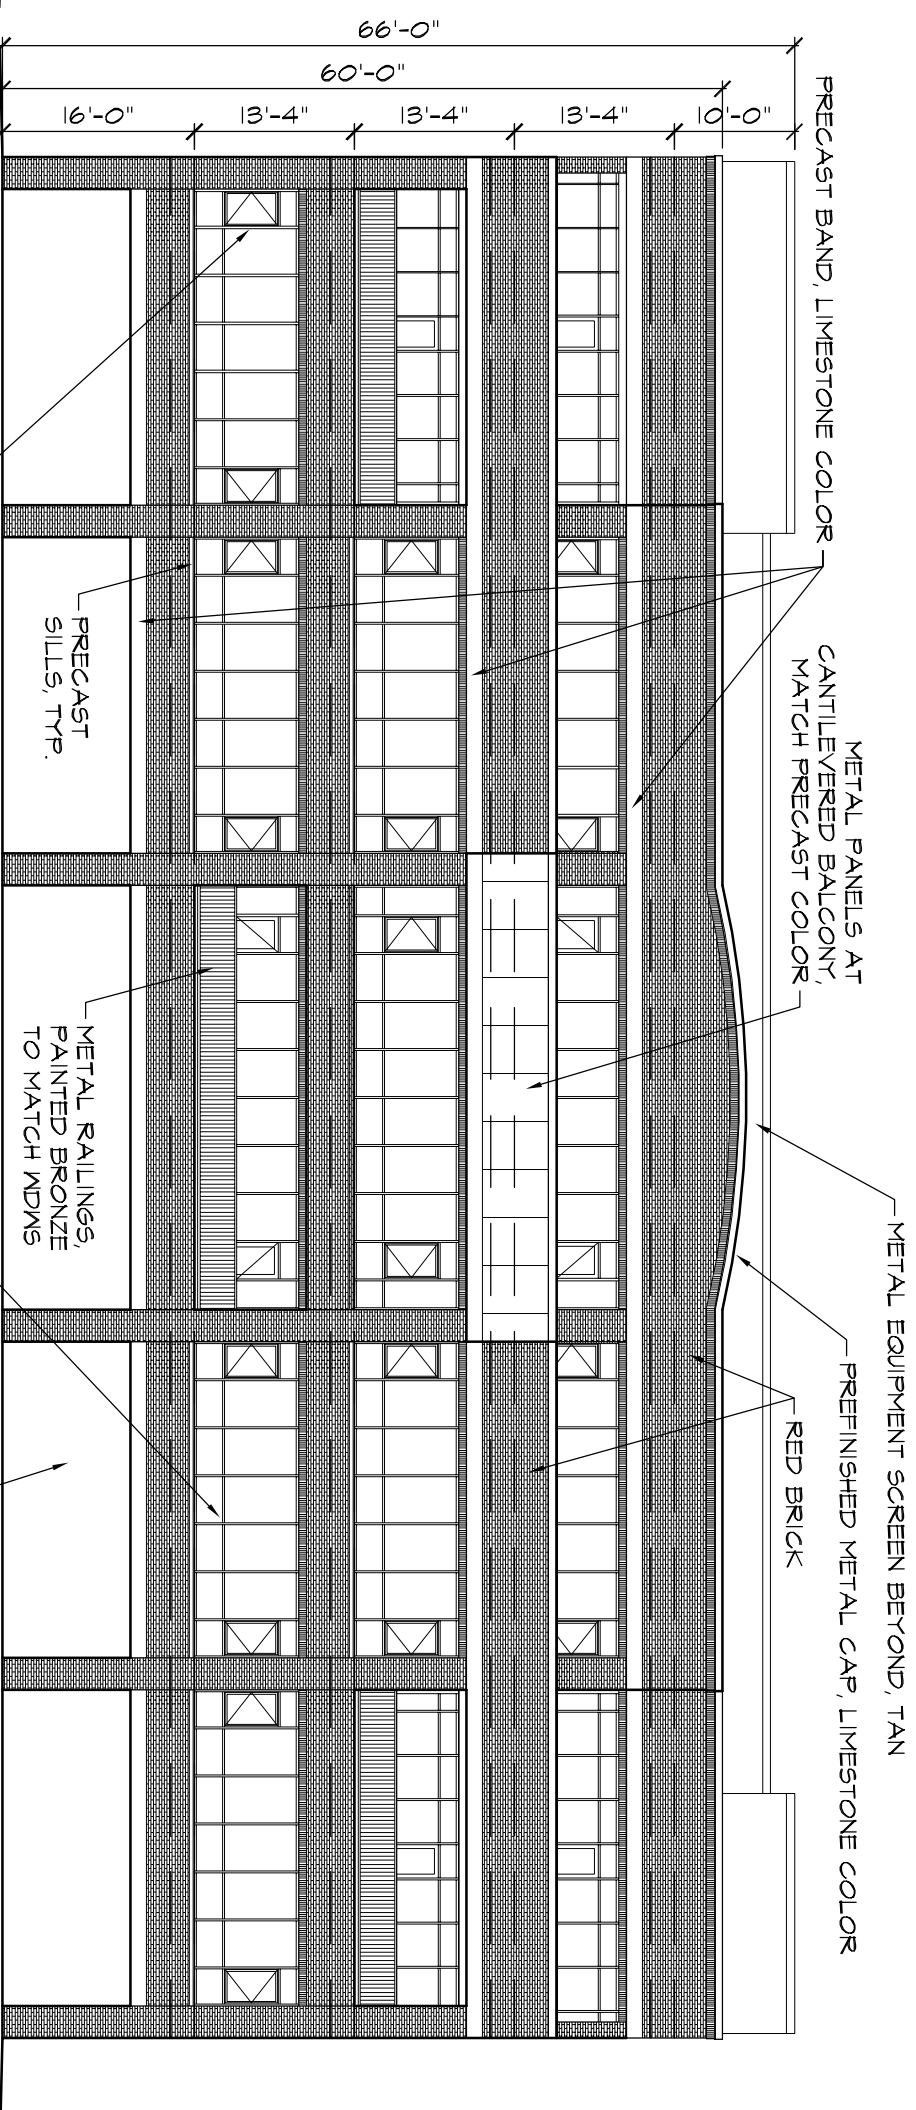 66'-0"
60'-0"
16'-0"
13'-4"
13'-4"
13'-4"
10'-0"
METAL EQUIPMENT SCREEN BEYOND, TAN
PREFINISHED METAL CAP, LIMESTONE COLOR
RED BRICK
METAL PANELS AT
CANTILEVERED BALCONY,
MATCH PRECAST COLOR
PRECAST BAND, LIMESTONE COLOR
PRECAST
SILLS, TYP.
METAL RAILINGS,
PAINTED BRONZE
TO MATCH WDWS